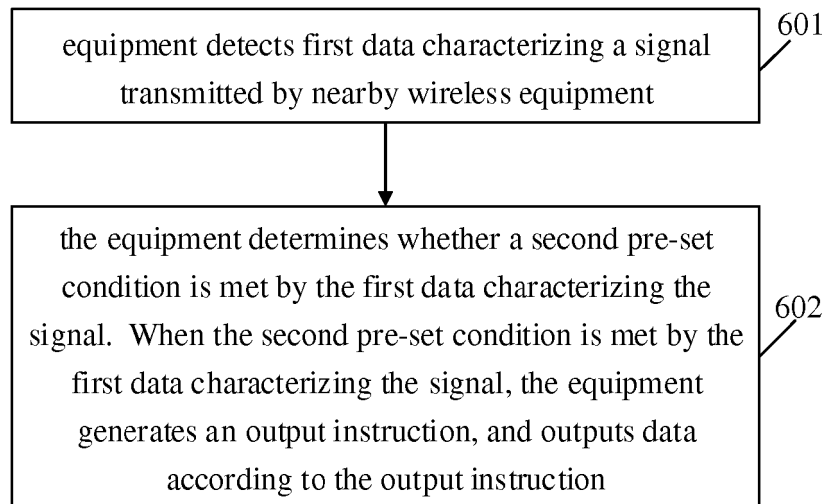 601
equipment detects first data characterizing a signal
transmitted by nearby wireless equipment
the equipment determines whether a second pre-set
condition is met by the first data characterizing the
signal. When the second pre-set condition is met by the
first data characterizing the signal, the equipment
generates an output instruction, and outputs data
according to the output instruction
602